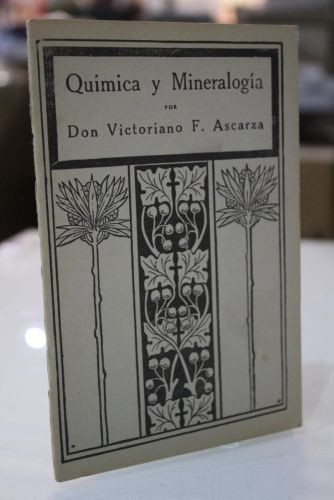 Química y Mineralogía
POR
Don Victoriano F. Ascarza